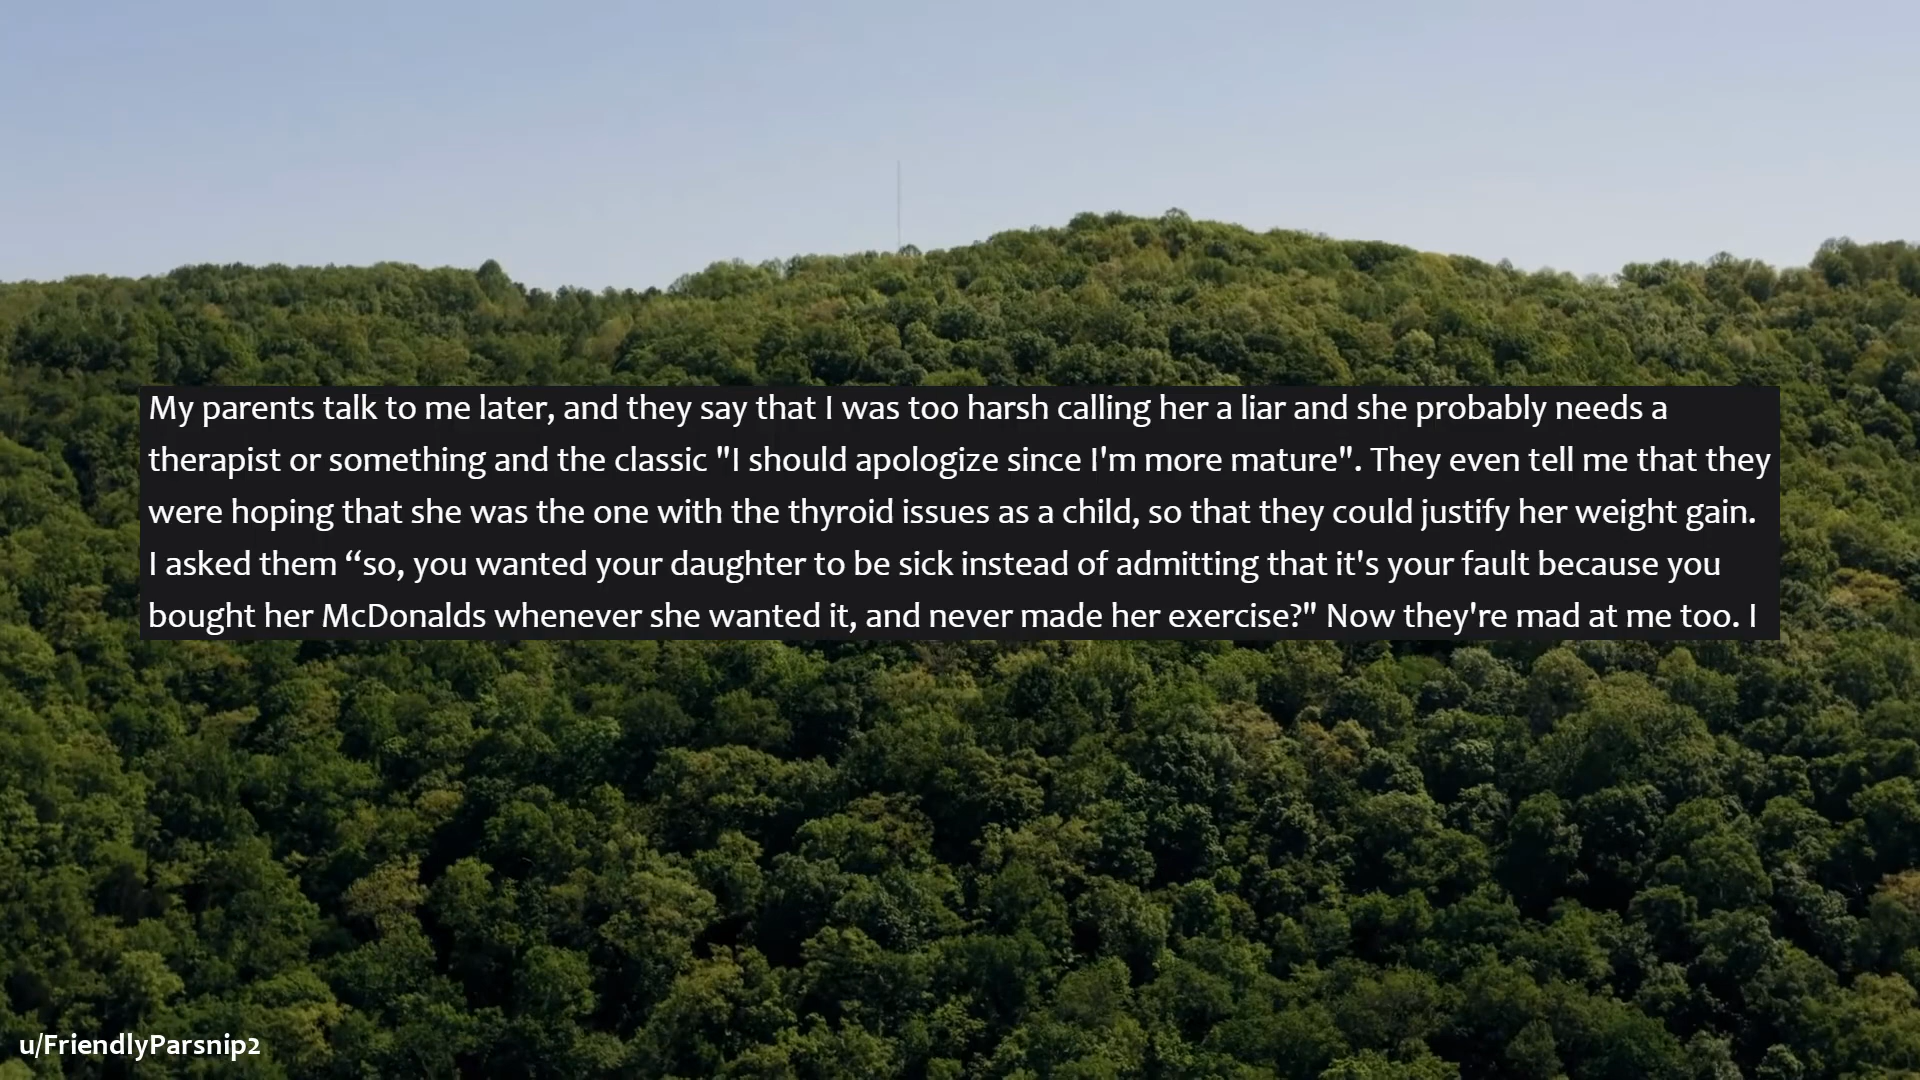 My parents talk to me later, and they say that I was too harsh calling her a liar and she probably needs a
therapist or something and the classic "I should apologize since I'm more mature". They even tell me that they
were hoping that she was the one with the thyroid issues as a child, so that they could justify her weight gain.
I asked them “so, you wanted your daughter to be sick instead of admitting that it's your fault because you
bought her McDonalds whenever she wanted it, and never made her exercise?" Now they're mad at me too. I
u/FriendlyParsnip2